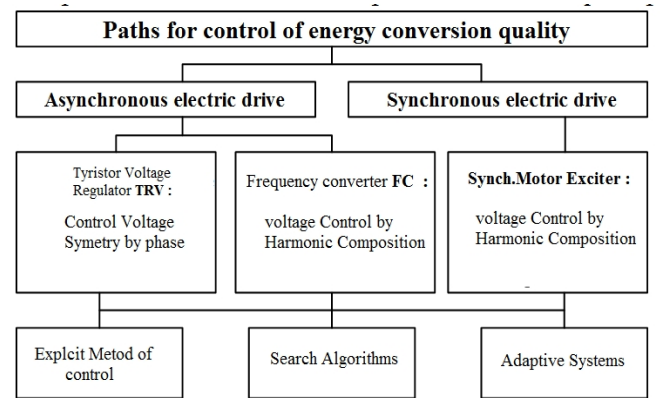 Paths for control of energy conversion quality
Asynchronous electric drive
Synchronous electric drive
Tyristor Voltage
Regulator TRV :
Control Voltage
Symetry by phase
Frequency converter FC :
voltage Control by
Harmonic Composition
Synch.Motor Exciter :
voltage Control by
Harmonic Composition
Explcit Metod of
control
Search Algorithms
Adaptive Systems